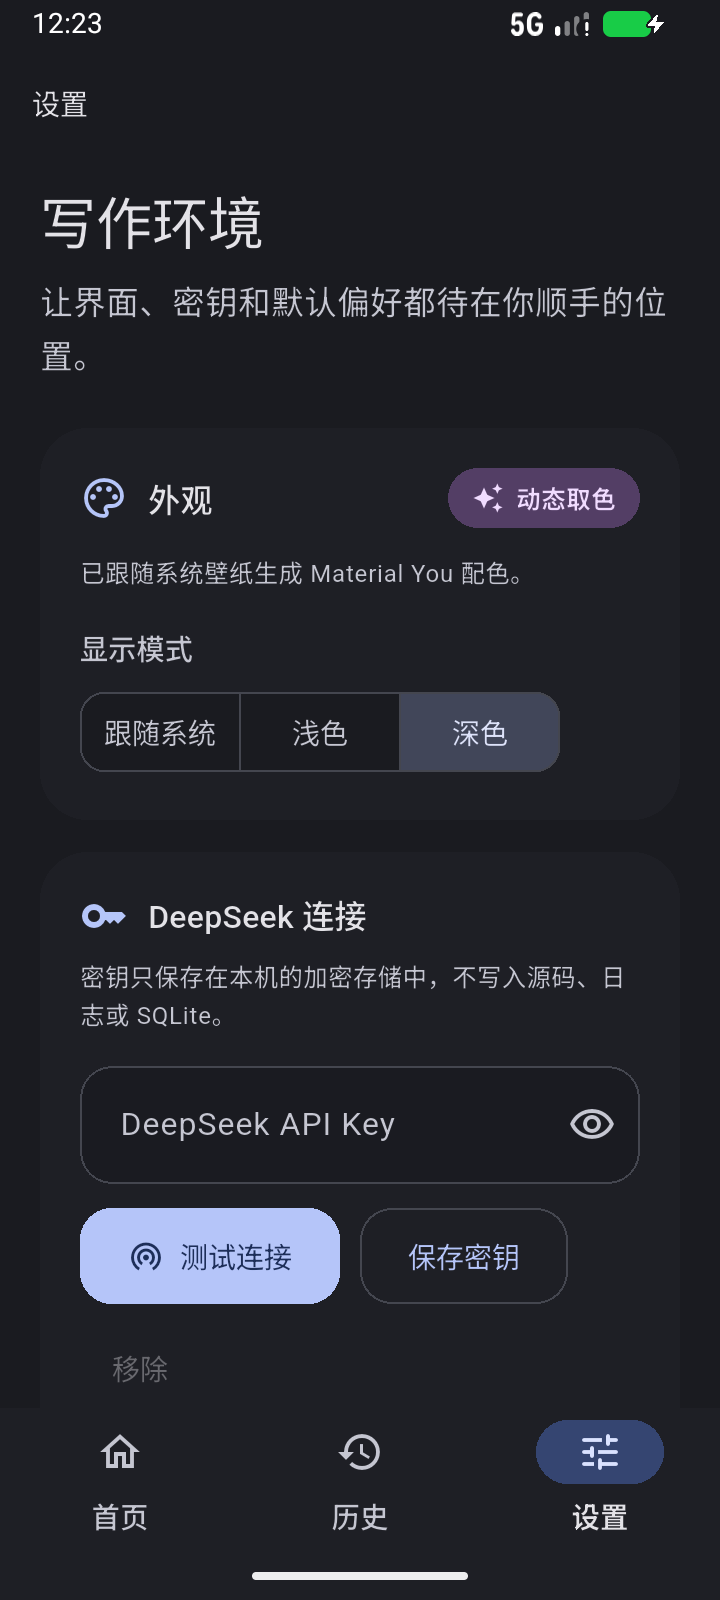 12:23
5G
设置
写作环境
让界面、密钥和默认偏好都待在你顺手的位
置。
外观
动态取色
已跟随系统壁纸生成 Material You 配色。
显示模式
跟随系统
浅色
深色
DeepSeek 连接
密钥只保存在本机的加密存储中，不写入源码、日
志或 SQLite。
DeepSeek API Key
测试连接
保存密钥
移除
首页
历史
设置